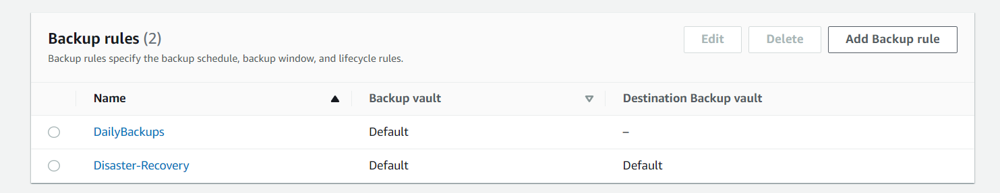 Backup rules (2)
Edit
Delete
Add Backup rule
Backup rules specify the backup schedule, backup window, and lifecycle rules.
Name
Backup vault
Destination Backup vault
DailyBackups
Default
–
Disaster-Recovery
Default
Default